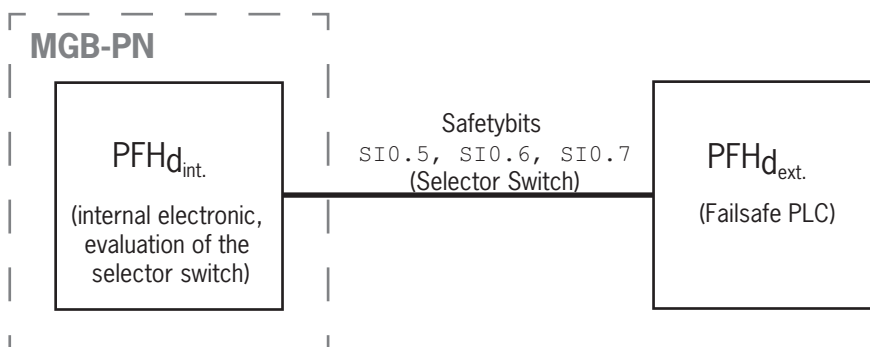 MGB-PN
PFHdint.
(internal electronic,
evaluation of the
selector switch)
Safetybits
SI0.5, SI0.6, SI0.7
(Selector Switch)
PFHdext.
(Failsafe PLC)